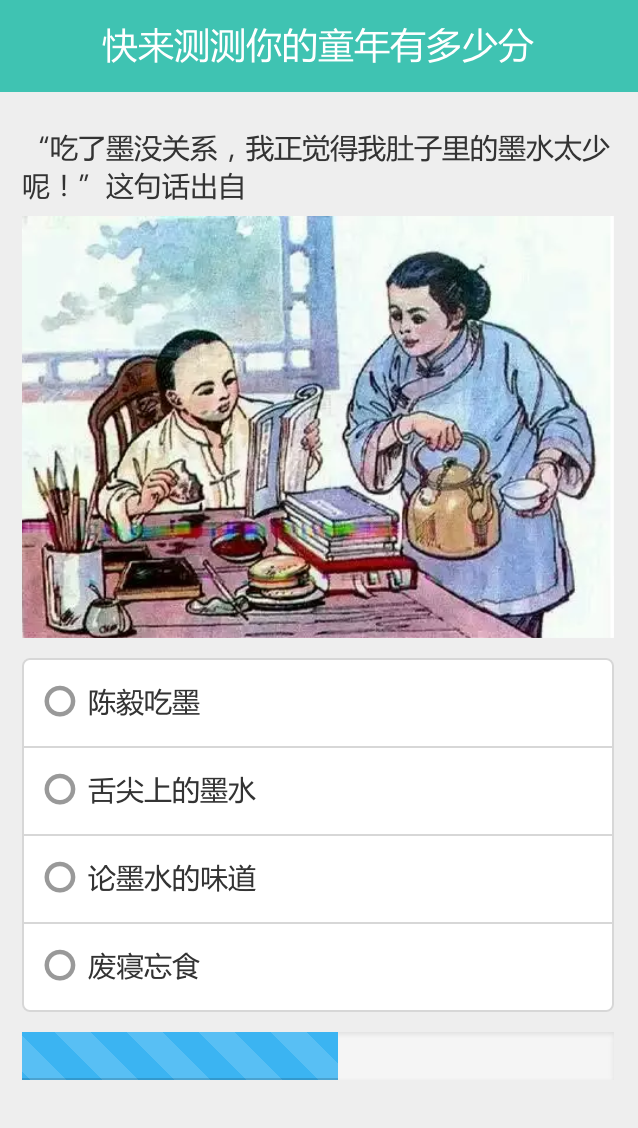 快来测测你的童年有多少分
“吃了墨没关系，我正觉得我肚子里的墨水太少
呢！”这句话出自
陈毅吃墨
舌尖上的墨水
论墨水的味道
废寝忘食